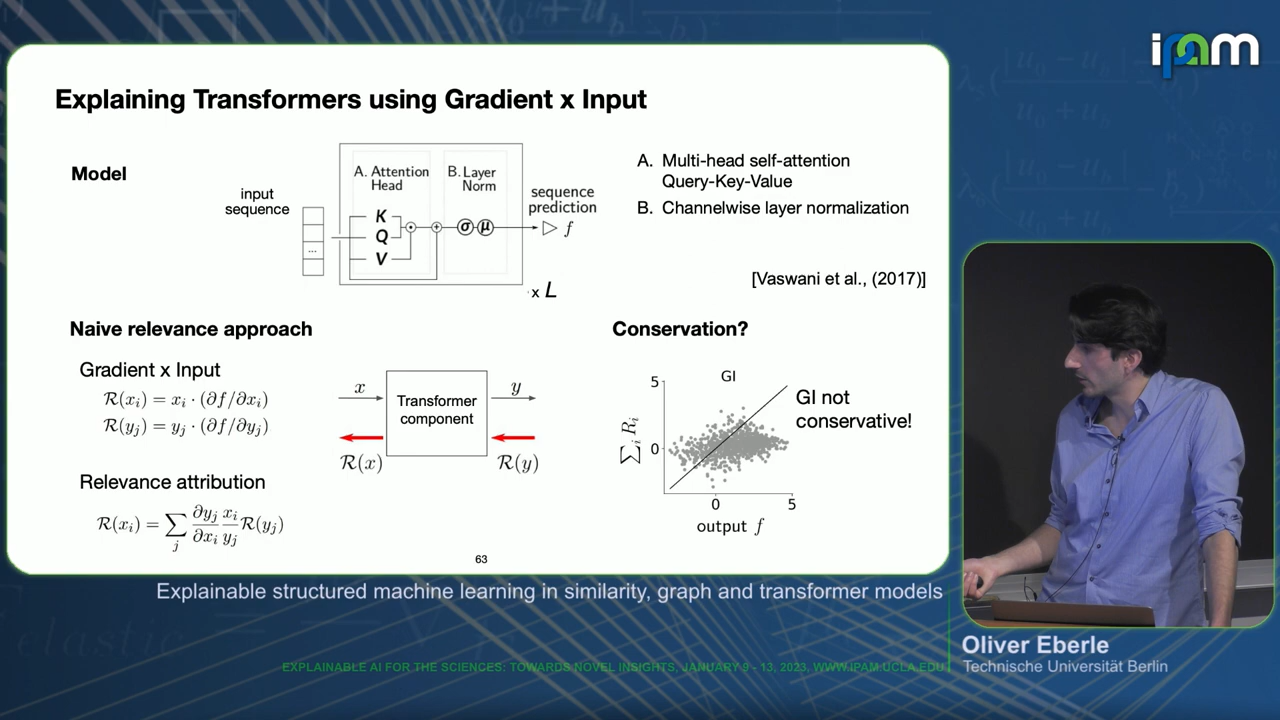 ipam
Explaining Transformers using Gradient x Input
Model
input
sequence
...
A. Attention
Head
K
Q
V
B. Layer
Norm
σ μ
sequence
prediction
f
x L
A. Multi-head self-attention
Query-Key-Value
B. Channelwise layer normalization
[Vaswani et al., (2017)]
Naive relevance approach
Gradient x Input
R(xᵢ) = xᵢ · (∂f/∂xᵢ)
R(yⱼ) = yⱼ · (∂f/∂yⱼ)
Relevance attribution
R(xᵢ) = ∑ⱼ ∂yⱼ/∂xᵢ xᵢ/yⱼ R(yⱼ)
x
Transformer
component
y
R(x)
R(y)
Conservation?
GI
5
0
∑ᵢ Rᵢ
0
5
output f
GI not
conservative!
63
Explainable structured machine learning in similarity, graph and transformer models
Oliver Eberle
Technische Universität Berlin
EXPLAINABLE AI FOR THE SCIENCES: TOWARDS NOVEL INSIGHTS, JANUARY 9 - 13, 2023, WWW.IPAM.UCLA.EDU
elastic